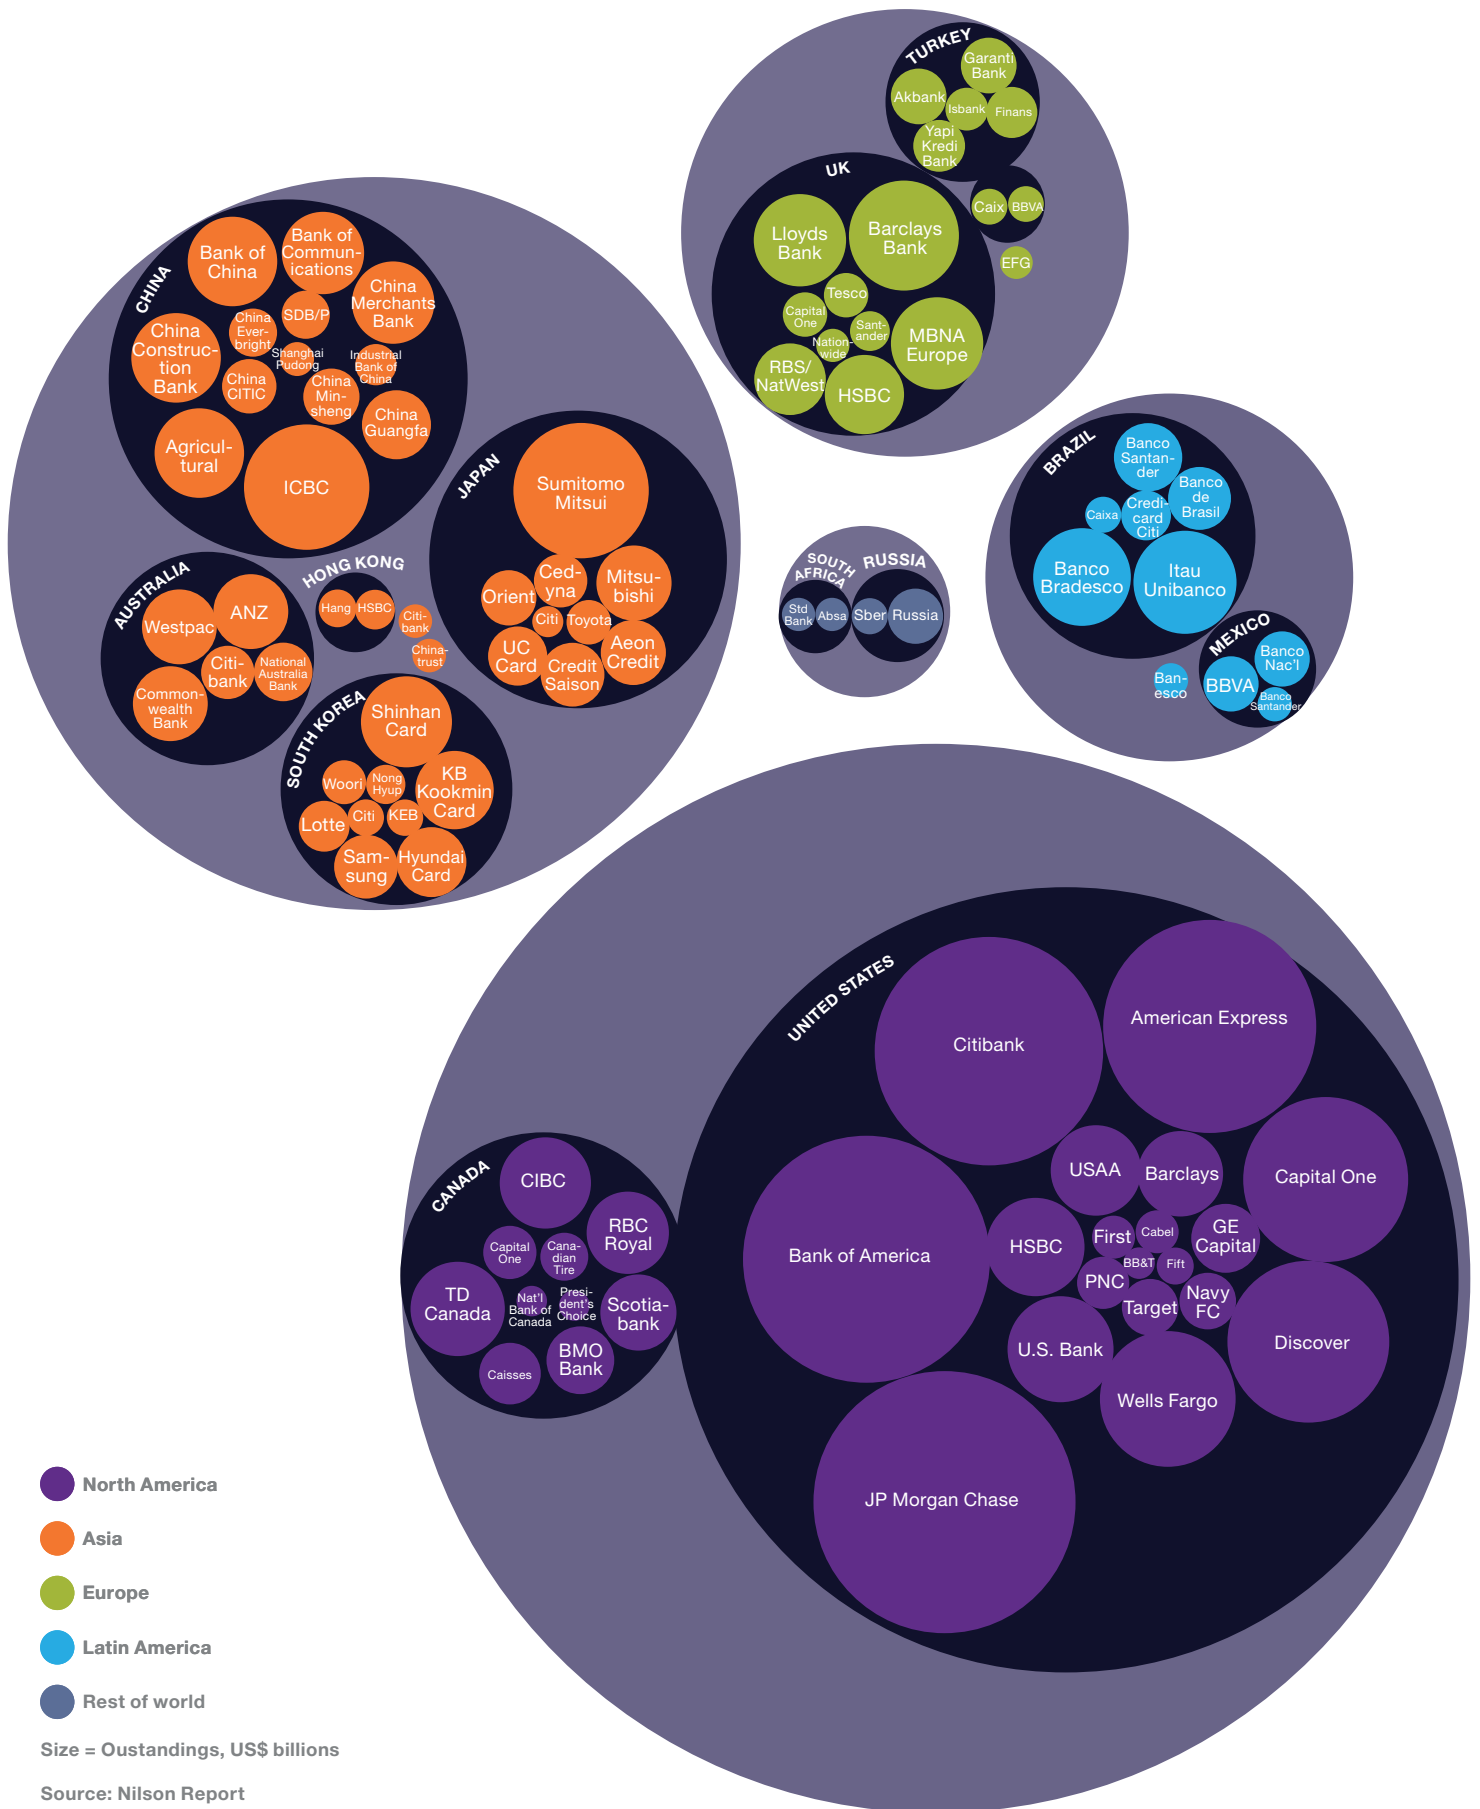 TURKEY
Garanti
Bank
Akbank
Isbank
Finans
Yapi
Kredi
Bank
UK
Lloyds
Bank
Barclays
Bank
Tesco
Capital
One
Sant-
ander
Nation-
wide
MBNA
Europe
RBS/
NatWest
HSBC
Caix
BBVA
EFG
CHINA
Bank of
China
Bank of
Commun-
ications
China
Merchants
Bank
SDB/P
China
Ever-
bright
China
Construc-
tion
Bank
Shanghai
Pudong
Industrial
Bank of
China
China
CITIC
China
Min-
sheng
China
Guangfa
Agricul-
tural
ICBC
JAPAN
Sumitomo
Mitsui
Ced-
yna
Mitsu-
bishi
Orient
Citi
Toyota
UC
Card
Credit
Saison
Aeon
Credit
AUSTRALIA
Westpac
ANZ
Citi-
bank
National
Australia
Bank
Common-
wealth
Bank
HONG KONG
Hang
HSBC
Citi-
bank
China-
trust
SOUTH KOREA
Shinhan
Card
Woori
Nong
Hyup
KB
Kookmin
Card
Lotte
Citi
KEB
Sam-
sung
Hyundai
Card
SOUTH
AFRICA
Std
Bank
Absa
RUSSIA
Sber
Russia
BRAZIL
Banco
Santan-
der
Banco
de
Brasil
Caixa
Credi-
card
Citi
Banco
Bradesco
Itau
Unibanco
MEXICO
Banco
Nac'l
BBVA
Banco
Santander
Ban-
esco
UNITED STATES
Citibank
American Express
USAA
Barclays
Capital One
Bank of America
HSBC
First
Cabel
GE
Capital
BB&T
Fift
PNC
Target
Navy
FC
U.S. Bank
Discover
Wells Fargo
JP Morgan Chase
CANADA
CIBC
RBC
Royal
Capital
One
Cana-
dian
Tire
TD
Canada
Nat'l
Bank of
Canada
Presi-
dent's
Choice
Scotia-
bank
BMO
Bank
Caisses
North America
Asia
Europe
Latin America
Rest of world
Size = Oustandings, US$ billions
Source: Nilson Report